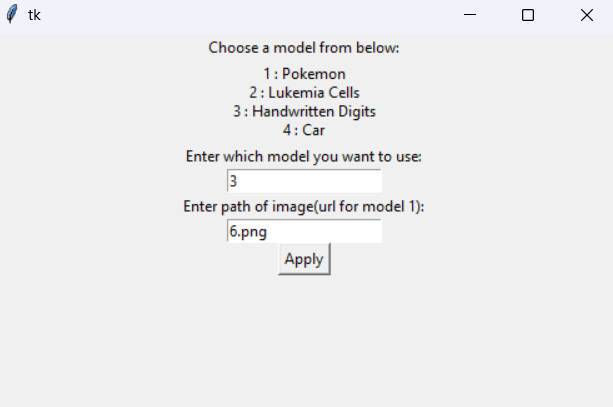 tk
Choose a model from below:
1 : Pokemon
2 : Lukemia Cells
3 : Handwritten Digits
4 : Car
Enter which model you want to use:
3
Enter path of image(url for model 1):
6.png
Apply